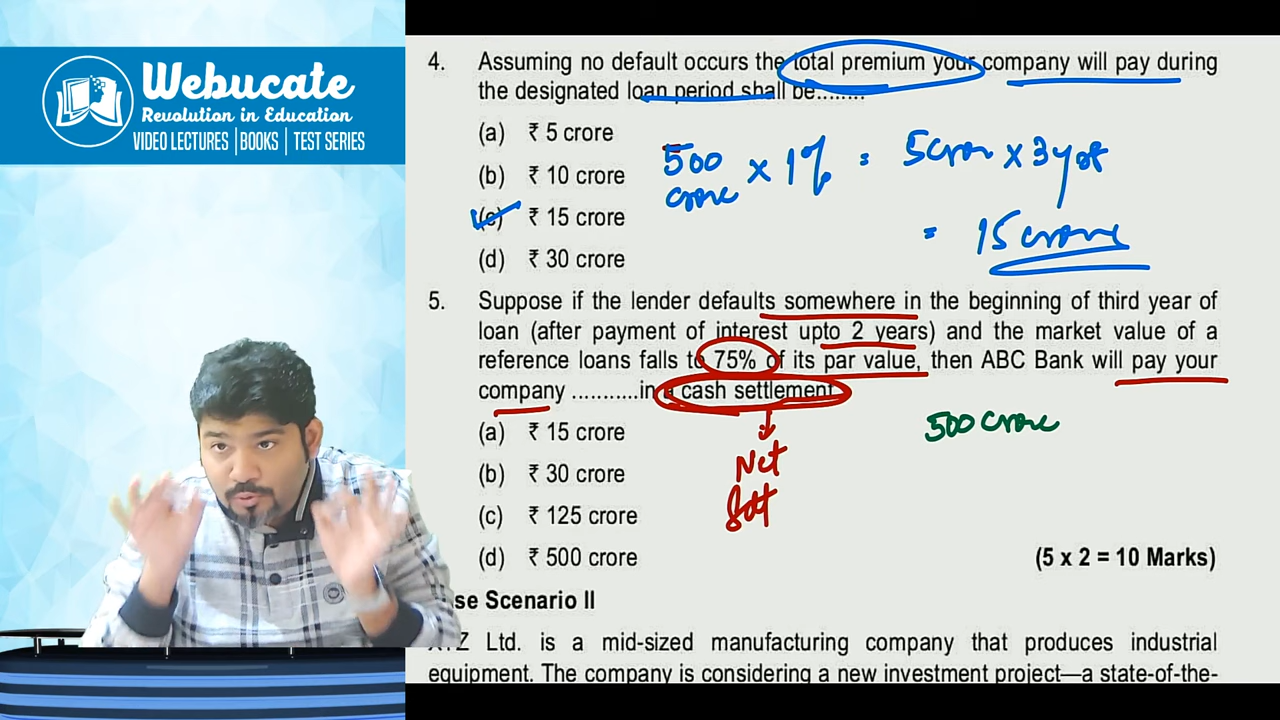 Webucate
Revolution in Education
VIDEO LECTURES | BOOKS | TEST SERIES
4. Assuming no default occurs the total premium your company will pay during
the designated loan period shall be........
(a) ₹ 5 crore
(b) ₹ 10 crore
(c) ₹ 15 crore
(d) ₹ 30 crore
500 crore × 1% = 5 crore × 3
= 15 crore
5. Suppose if the lender defaults somewhere in the beginning of third year of
loan (after payment of interest upto 2 years) and the market value of a
reference loans falls to 75% of its par value, then ABC Bank will pay your
company ...........in a cash settlement
(a) ₹ 15 crore
(b) ₹ 30 crore
(c) ₹ 125 crore
(d) ₹ 500 crore
500 crore
Net
(5 x 2 = 10 Marks)
se Scenario II
XYZ Ltd. is a mid-sized manufacturing company that produces industrial
equipment. The company is considering a new investment project—a state-of-the-